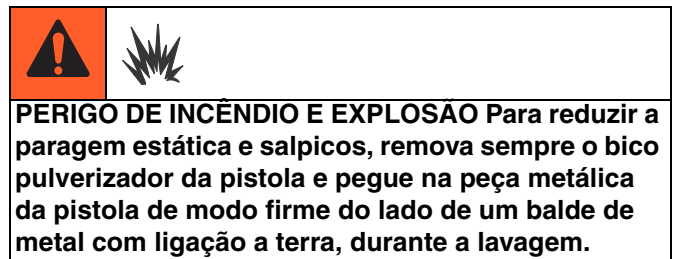 PERIGO DE INCÊNDIO E EXPLOSÃO Para reduzir a
paragem estática e salpicos, remova sempre o bico
pulverizador da pistola e pegue na peça metálica
da pistola de modo firme do lado de um balde de
metal com ligação a terra, durante a lavagem.